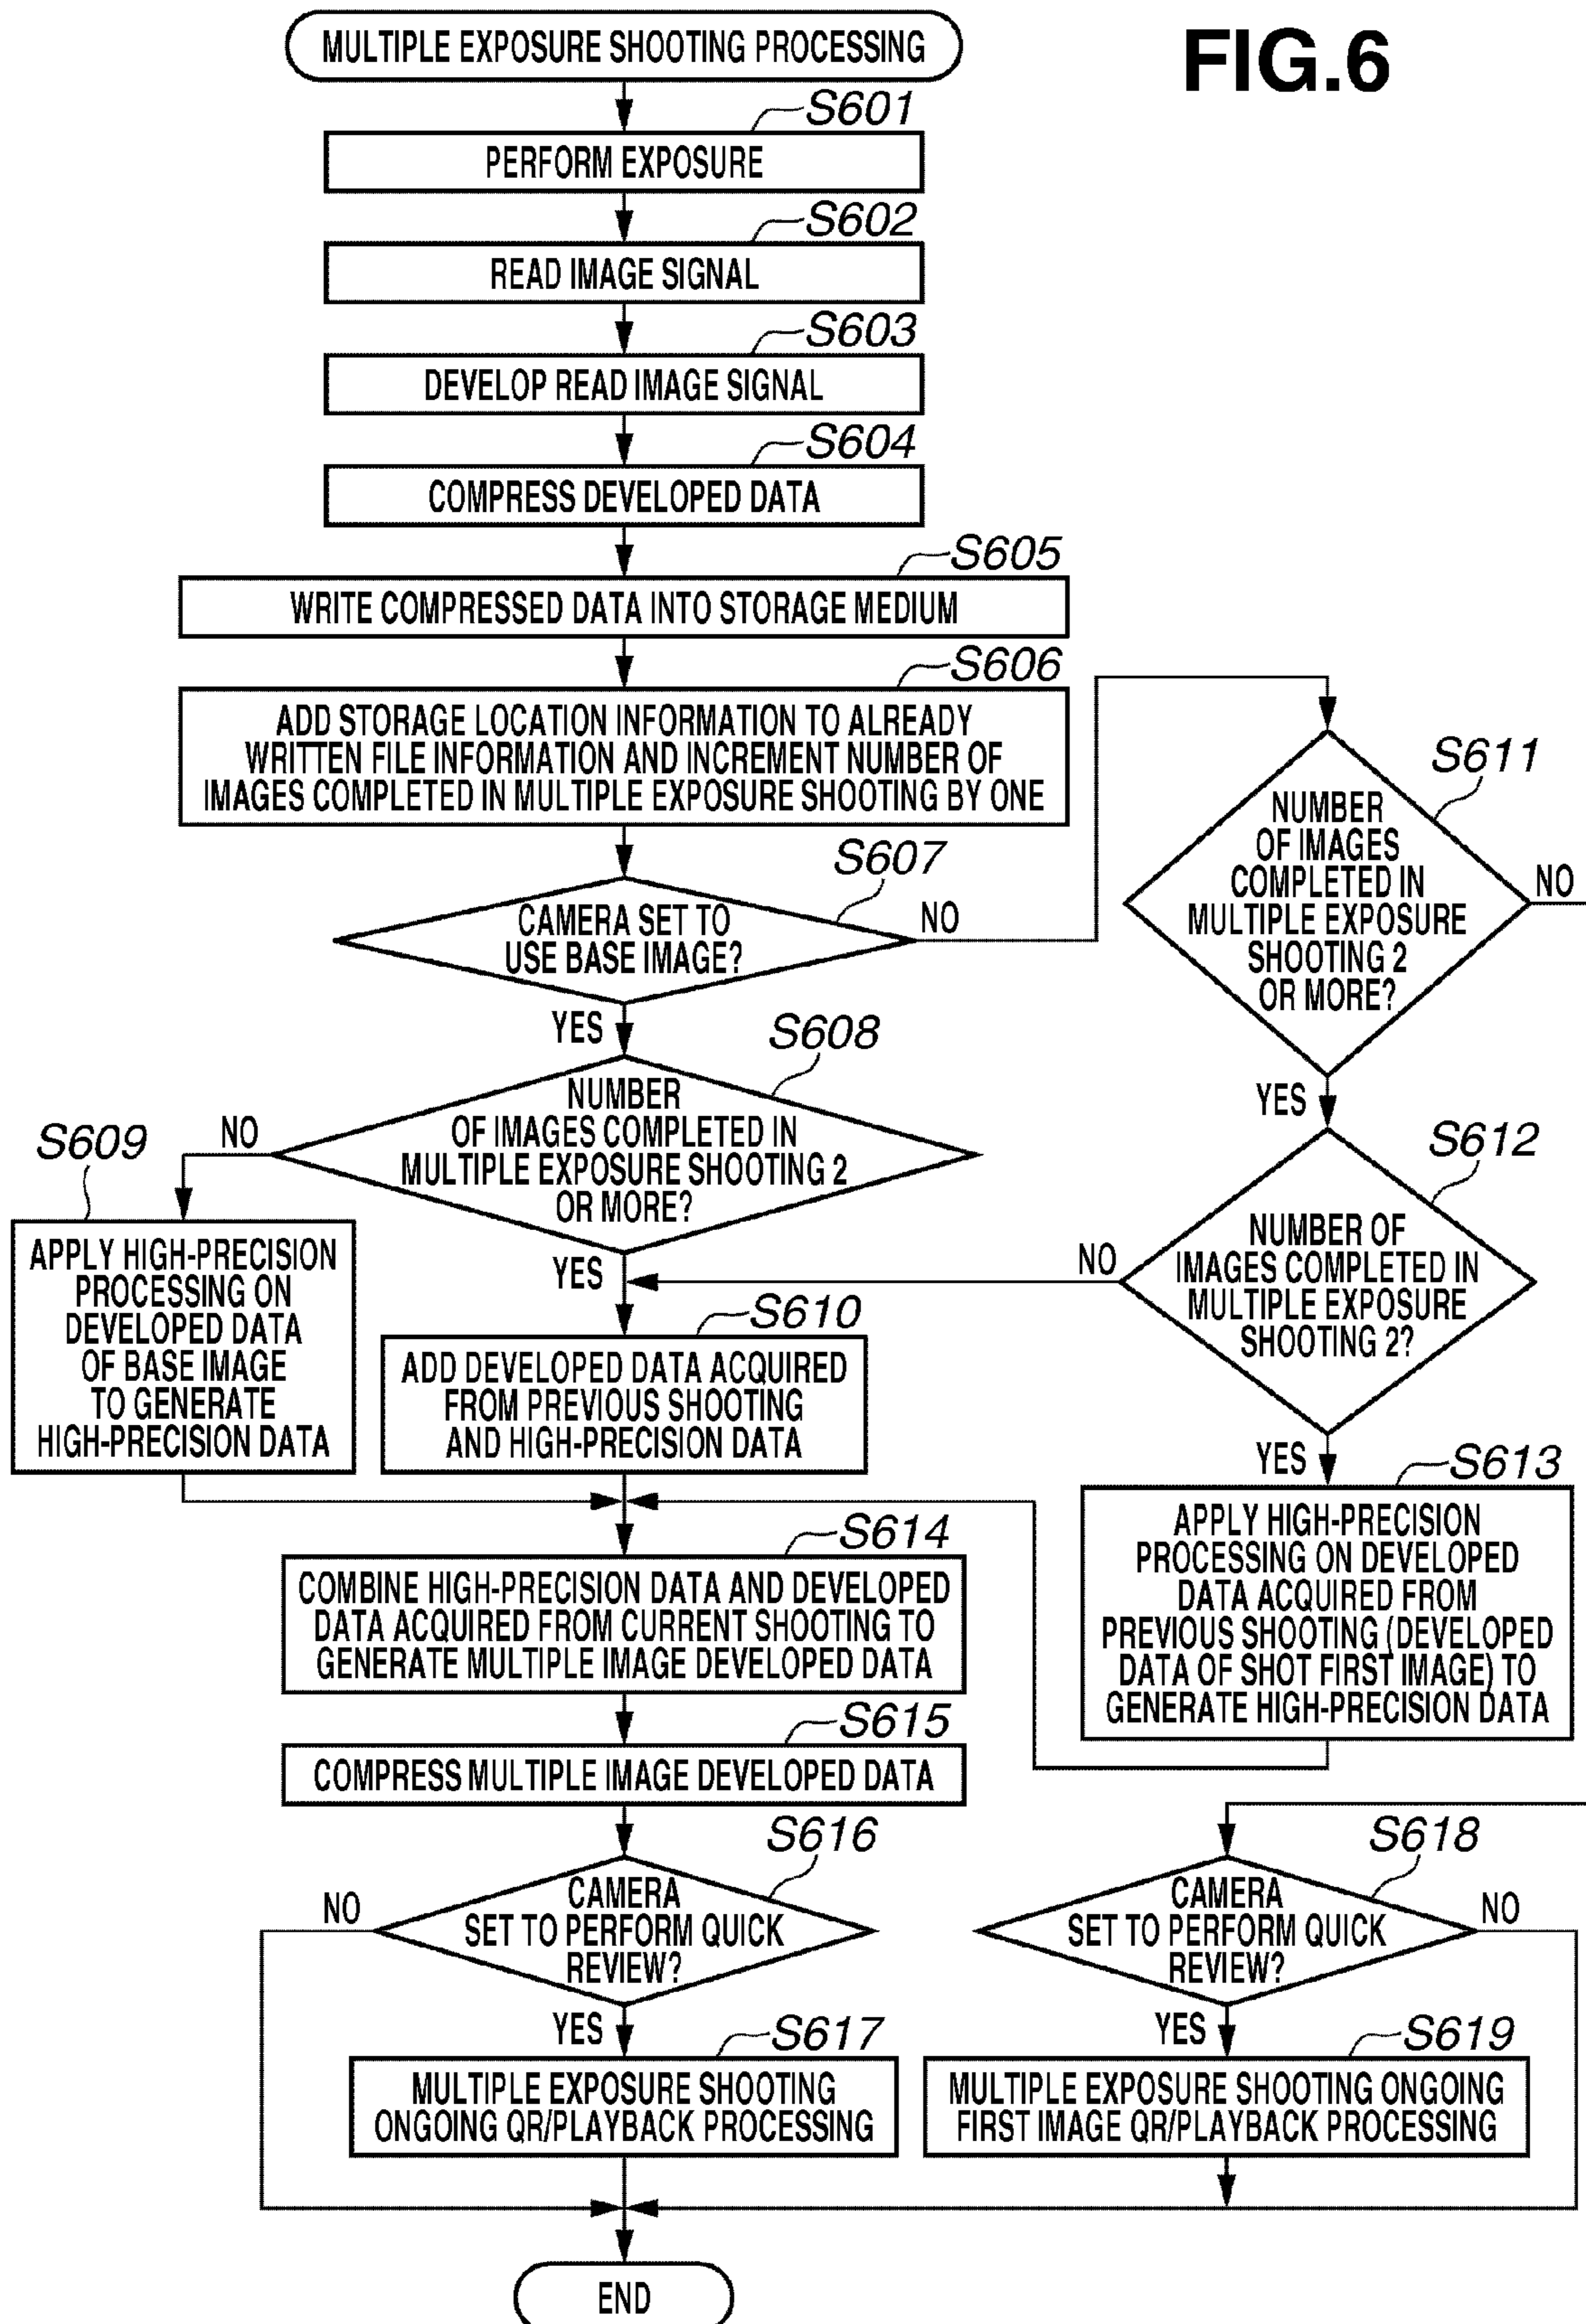 FIG.6
MULTIPLE EXPOSURE SHOOTING PROCESSING
S601
PERFORM EXPOSURE
S602
READ IMAGE SIGNAL
S603
DEVELOP READ IMAGE SIGNAL
S604
COMPRESS DEVELOPED DATA
S605
WRITE COMPRESSED DATA INTO STORAGE MEDIUM
S606
ADD STORAGE LOCATION INFORMATION TO ALREADY
WRITTEN FILE INFORMATION AND INCREMENT NUMBER OF
IMAGES COMPLETED IN MULTIPLE EXPOSURE SHOOTING BY ONE
S607
CAMERA SET TO
USE BASE IMAGE?
NO
YES
S608
NUMBER
OF IMAGES COMPLETED IN
MULTIPLE EXPOSURE SHOOTING 2
OR MORE?
NO
YES
S609
APPLY HIGH-PRECISION
PROCESSING ON
DEVELOPED DATA
OF BASE IMAGE
TO GENERATE
HIGH-PRECISION DATA
S610
ADD DEVELOPED DATA ACQUIRED
FROM PREVIOUS SHOOTING
AND HIGH-PRECISION DATA
S611
NUMBER
OF IMAGES
COMPLETED IN
MULTIPLE EXPOSURE
SHOOTING 2
OR MORE?
NO
YES
S612
NUMBER OF
IMAGES COMPLETED IN
MULTIPLE EXPOSURE
SHOOTING 2?
NO
YES
S613
APPLY HIGH-PRECISION
PROCESSING ON DEVELOPED
DATA ACQUIRED FROM
PREVIOUS SHOOTING (DEVELOPED
DATA OF SHOT FIRST IMAGE) TO
GENERATE HIGH-PRECISION DATA
S614
COMBINE HIGH-PRECISION DATA AND DEVELOPED
DATA ACQUIRED FROM CURRENT SHOOTING TO
GENERATE MULTIPLE IMAGE DEVELOPED DATA
S615
COMPRESS MULTIPLE IMAGE DEVELOPED DATA
S616
CAMERA
SET TO PERFORM QUICK
REVIEW?
NO
YES
S617
MULTIPLE EXPOSURE SHOOTING
ONGOING QR/PLAYBACK PROCESSING
S618
CAMERA
SET TO PERFORM QUICK
REVIEW?
NO
YES
S619
MULTIPLE EXPOSURE SHOOTING ONGOING
FIRST IMAGE QR/PLAYBACK PROCESSING
END